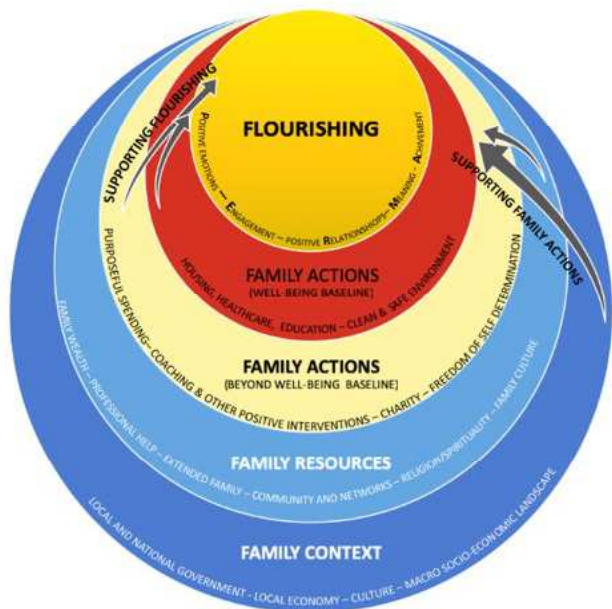 SUPPORTING FLOURISHING
FLOURISHING
POSITIVE EMOTIONS – ENGAGEMENT – POSITIVE RELATIONSHIOPS – MEANING - ACHIVEMENT
SUPPORTING FAMILY ACTIONS
FAMILY ACTIONS
(WELL-BEING BASELINE]
HOUSING, HEALTHCARE, EDUCATION – CLEAN & SAFE ENVIRONMENT
FAMILY ACTIONS
(BEYOND WELL-BEING BASELINE]
PURPOSEFUL SPENDING– COACHING & OTHER POSITIVE INTERVENTIONS – CHARITY – FREEDOM OF SELF DETERMINATION
FAMILY RESOURCES
FAMILY WEALTH – PROFESSIONAL HELP – EXTENDED FAMILY – COMMUNITY AND NETWORKS – RELIGION/SPIRITUALITY – FAMILY CULTURE
FAMILY CONTEXT
LOCAL AND NATIONAL GOVERNMENT - LOCAL ECONOMY – CULTURE – MACRO SOCIO-ECONOMIC LANDSCAPE